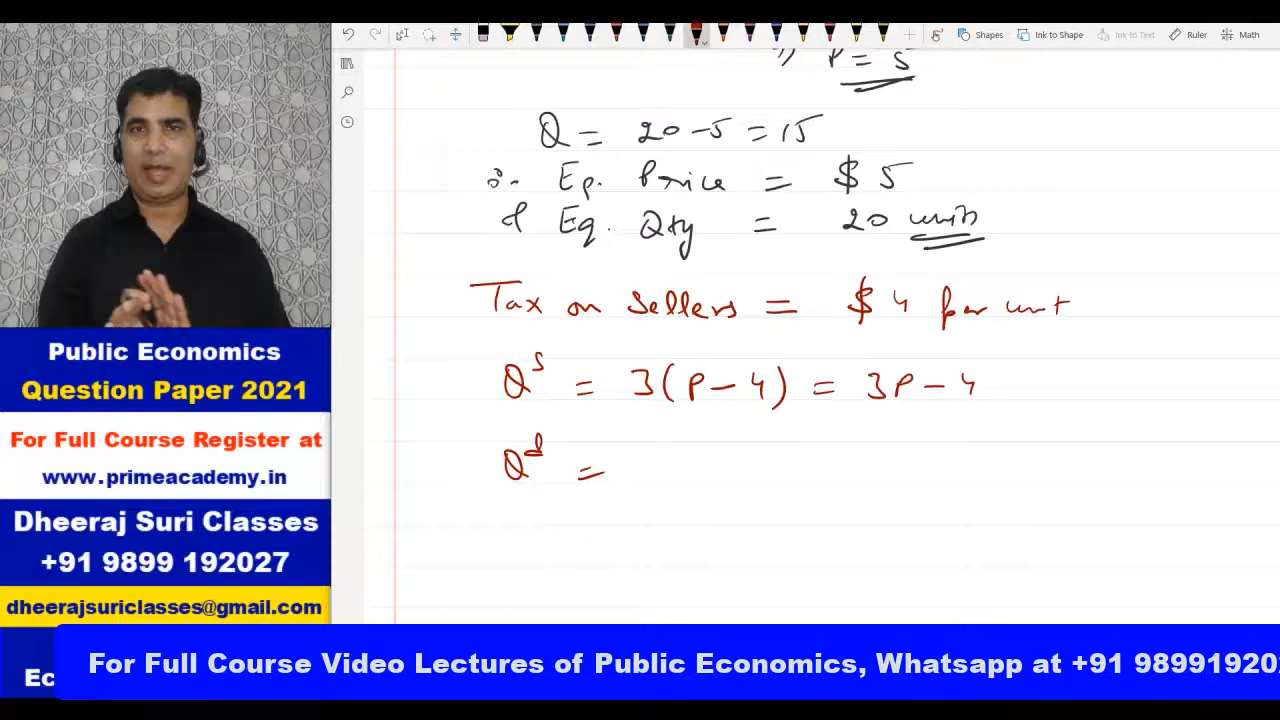 Shapes Ink to Shape Ink to Text Ruler Math
⇒ P = 5
Q = 20 - 5 = 15
∴ Eq. Price = $ 5
& Eq. Qty = 20 units
Tax on Sellers = $ 4 per unit
Q^s = 3(P - 4) = 3P - 4
Q^d =
Public Economics
Question Paper 2021
For Full Course Register at
www.primeacademy.in
Dheeraj Suri Classes
+91 9899 192027
dheerajsuriclasses@gmail.com
Ec
For Full Course Video Lectures of Public Economics, Whatsapp at +91 98991920